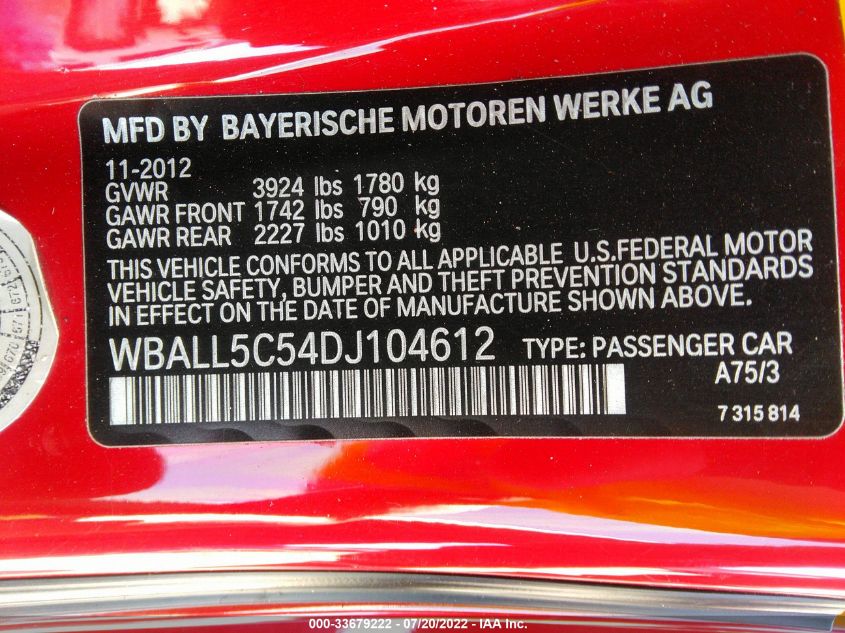 MFD BY BAYERISCHE MOTOREN WERKE AG
11-2012
GVWR 3924 lbs 1780 kg
GAWR FRONT 1742 lbs 790 kg
GAWR REAR 2227 lbs 1010 kg
THIS VEHICLE CONFORMS TO ALL APPLICABLE U.S.FEDERAL MOTOR
VEHICLE SAFETY, BUMPER AND THEFT PREVENTION STANDARDS
IN EFFECT ON THE DATE OF MANUFACTURE SHOWN ABOVE.
WBALL5C54DJ104612 TYPE: PASSENGER CAR
A75/3
7 315 814
000-33679222 - 07/20/2022 - IAA Inc.